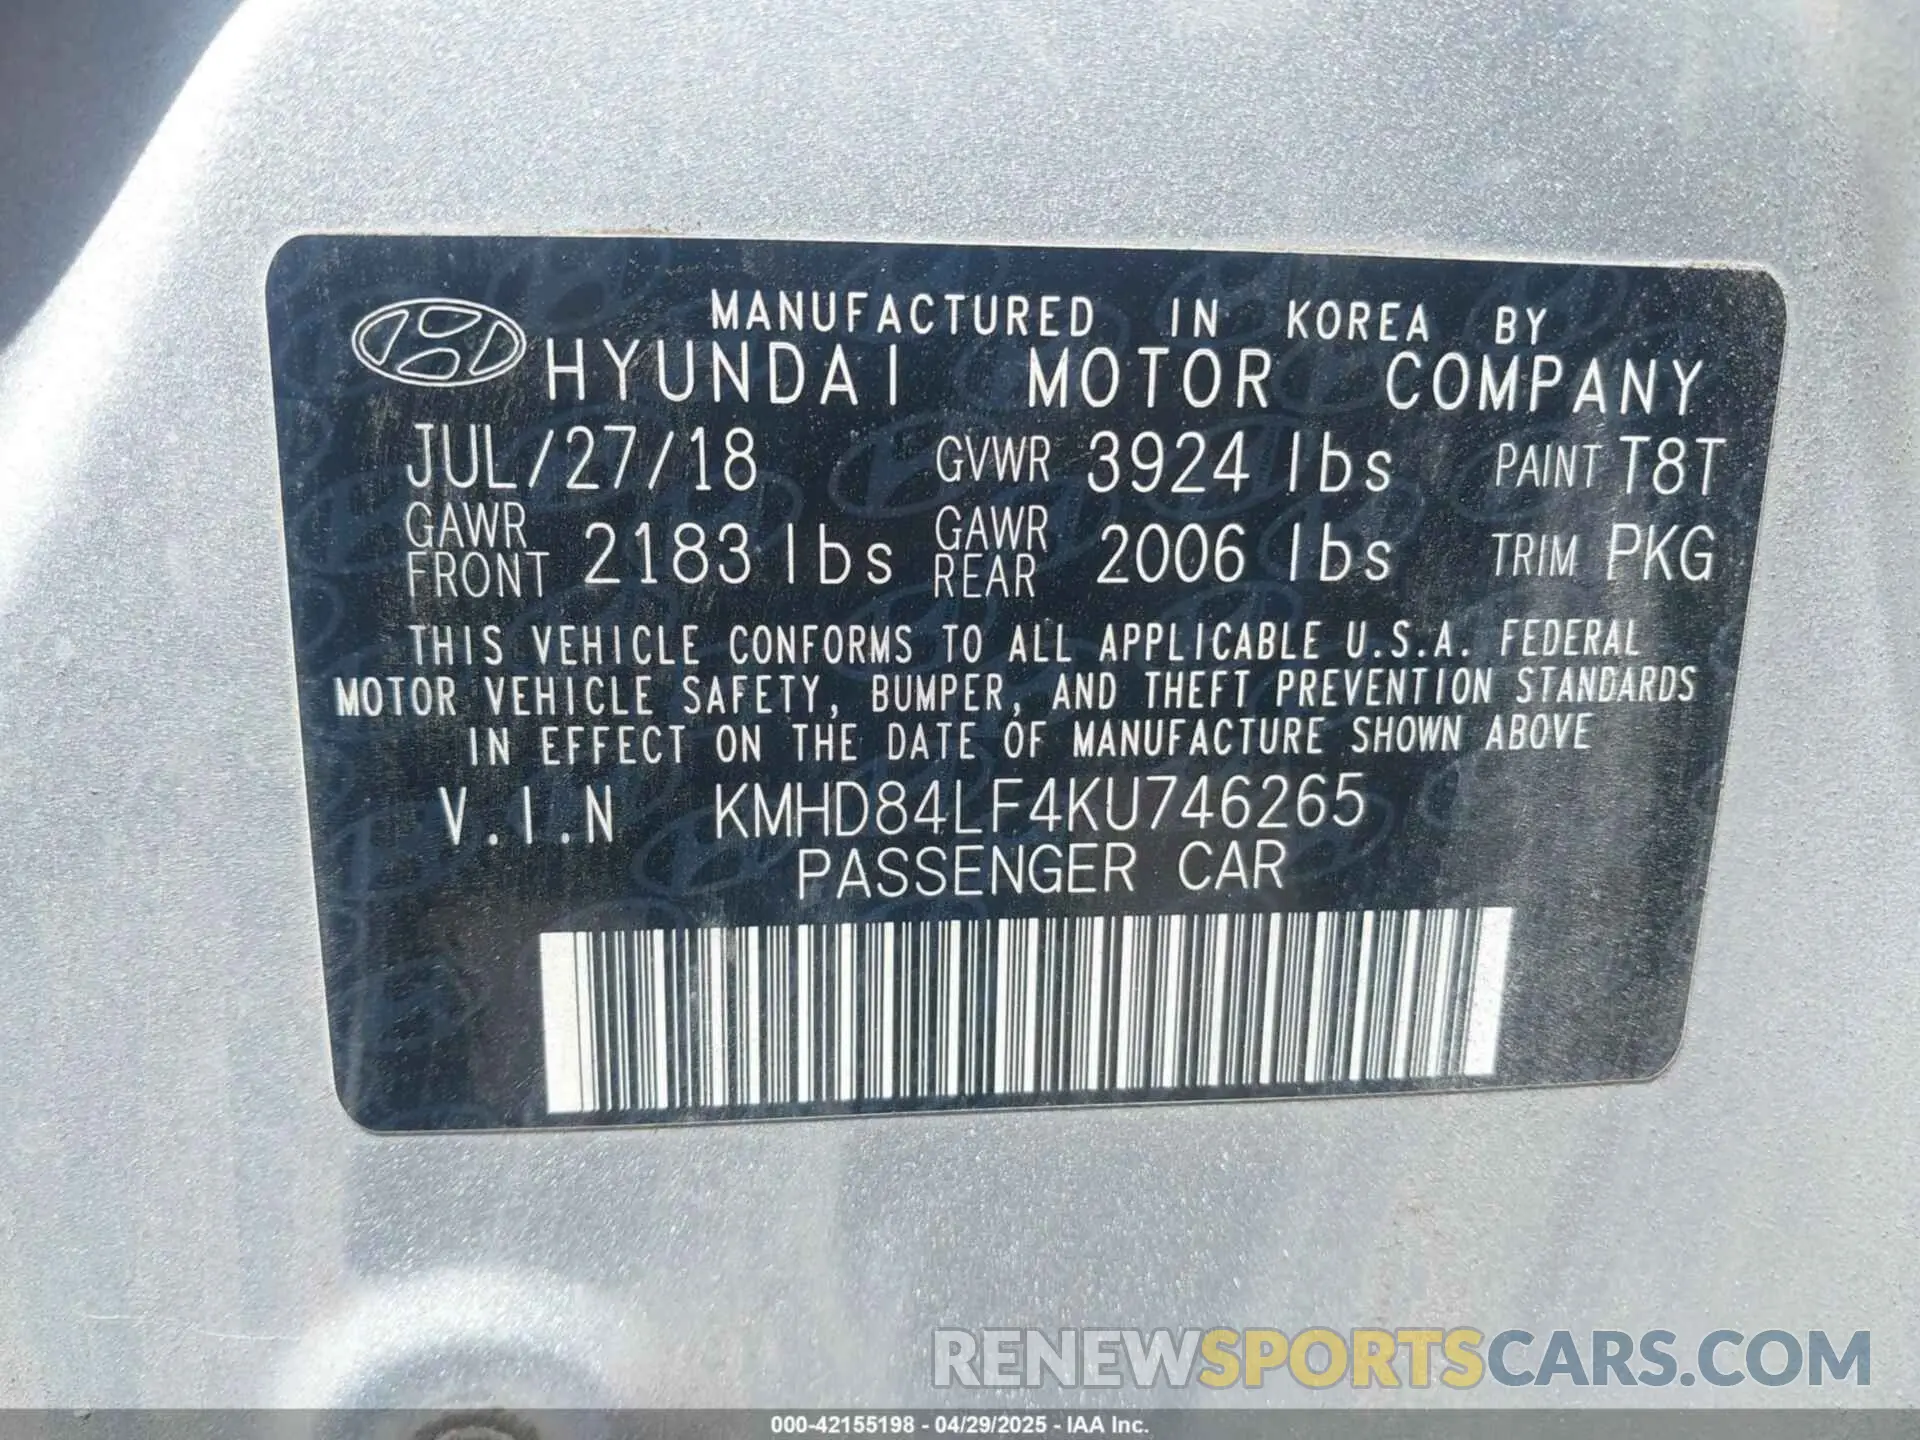 MANUFACTURED IN KOREA BY
HYUNDAI MOTOR COMPANY
JUL/27/18 GVWR 3924 lbs PAINT T8T
GAWR FRONT 2183 lbs GAWR REAR 2006 lbs TRIM PKG
THIS VEHICLE CONFORMS TO ALL APPLICABLE U.S.A. FEDERAL
MOTOR VEHICLE SAFETY, BUMPER, AND THEFT PREVENTION STANDARDS
IN EFFECT ON THE DATE OF MANUFACTURE SHOWN ABOVE
V.I.N KMHD84LF4KU746265
PASSENGER CAR
RENEWSPORTSCARS.COM
000-42155198 - 04/29/2025 - IAA Inc.